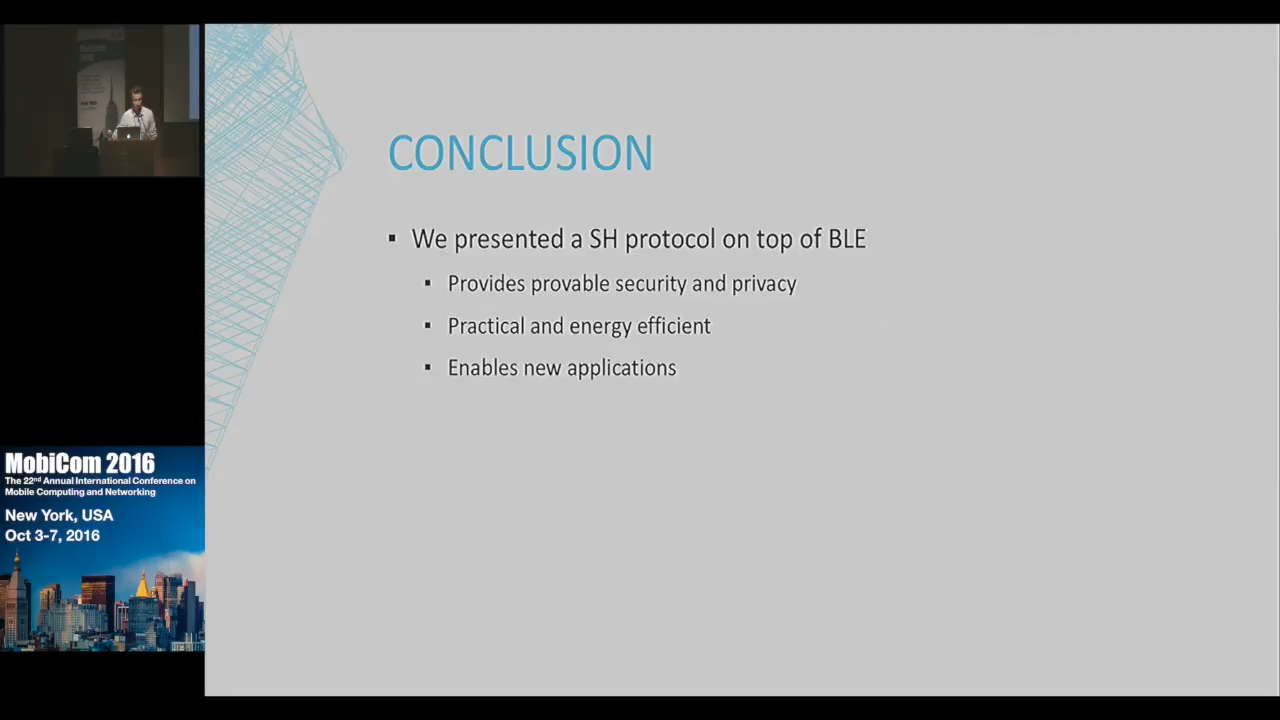 CONCLUSION
▪ We presented a SH protocol on top of BLE
▪ Provides provable security and privacy
▪ Practical and energy efficient
▪ Enables new applications
MobiCom 2016
The 22nd Annual International Conference on
Mobile Computing and Networking
New York, USA
Oct 3-7, 2016